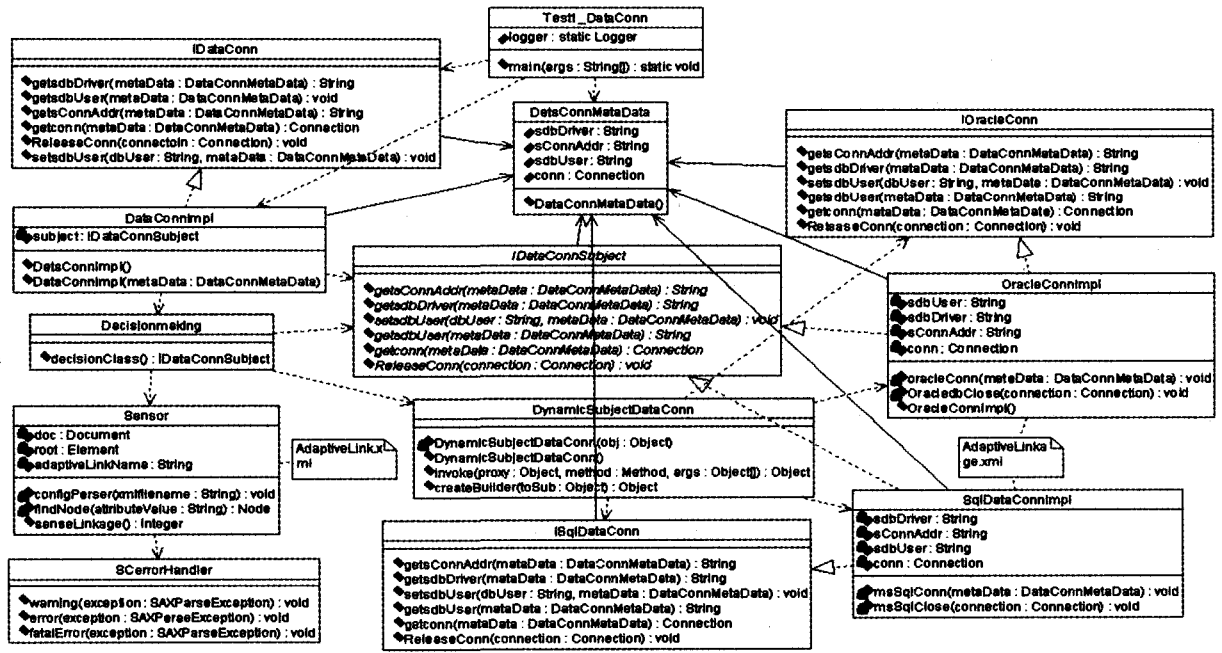 Test1_DataConn
logger : static Logger
main(args : String[]) : static void
IDataConn
getsdbDriver(metaData : DataConnMetaData) : String
getsdbUser(metaData : DataConnMetaData) : void
getsConnAddr(metaData : DataConnMetaData) : String
getconn(metaData : DataConnMetaData) : Connection
ReleaseConn(connectoin : Connection) : void
setsdbUser(dbUser : String, mataData : DataConnMetaData) : void
DetsConnMetaData
sdbDriver : String
sConnAddr : String
sdbUser : String
conn : Connection
DataConnMetaData()
IOracleConn
getsConnAddr(metaData : DataConnMetaData) : String
getsdbDriver(metaData : DataConnMetaData) : String
setsdbUser(dbUser : String, metaData : DataConnMetaData) : void
getsdbUser(metaData : DataConnMetaData) : String
getconn(metaData : DataConnMetaData) : Connection
ReleaseConn(connection : Connection) : void
DataConnImpl
subject : IDataConnSubject
DetsConnImpl()
DataConnImpl(metaData : DataConnMetaData)
IDataConnSubject
getsConnAddr(metaData : DataConnMetaData) : String
getsdbDriver(metaData : DataConnMetaData) : String
setsdbUser(dbUser : String, metaData : DataConnMetaData) : void
getsdbUser(metaData : DataConnMetaData) : String
getconn(metaData : DataConnMetaData) : Connection
ReleaseConn(connection : Connection) : void
OracleConnImpl
sdbUser : String
sdbDriver : String
sConnAddr : String
conn : Connection
oracleConn(metaData : DataConnMetaData) : void
OracledbClose(connection : Connection) : void
OracleConnImpl()
Decisionmaking
decisionClass() : IDataConnSubject
Sensor
doc : Document
root : Element
adaptiveLinkName : String
configParser(xmlfilename : String) : void
findNode(attributeValue : String) : Node
senseLinkage() : Integer
AdaptiveLink.x
ml
DynamicSubjectDataConn
DynamicSubjectDataConn(obj : Object)
DynamicSubjectDataConn()
invoke(proxy : Object, method : Method, args : Object[]) : Object
createBuilder(toSub : Object) : Object
AdaptiveLinka
ge.xml
SqlDataConnImpl
sdbDriver : String
sConnAddr : String
sdbUser : String
conn : Connection
msSqlConn(metaData : DataConnMetaData) : void
msSqlClose(connection : Connection) : void
ISqlDataConn
getsConnAddr(metaData : DataConnMetaData) : String
getsdbDriver(mataData : DataConnMetaData) : String
setsdbUser(dbUser : String, mataData : DataConnMetaData) : void
getsdbUser(metaData : DataConnMetaData) : String
getconn(metaData : DataConnMetaData) : Connection
ReleaseConn(connection : Connection) : void
SCerrorHandler
warning(exception : SAXParseException) : void
error(exception : SAXParseException) : void
fatalError(exception : SAXParseException) : void